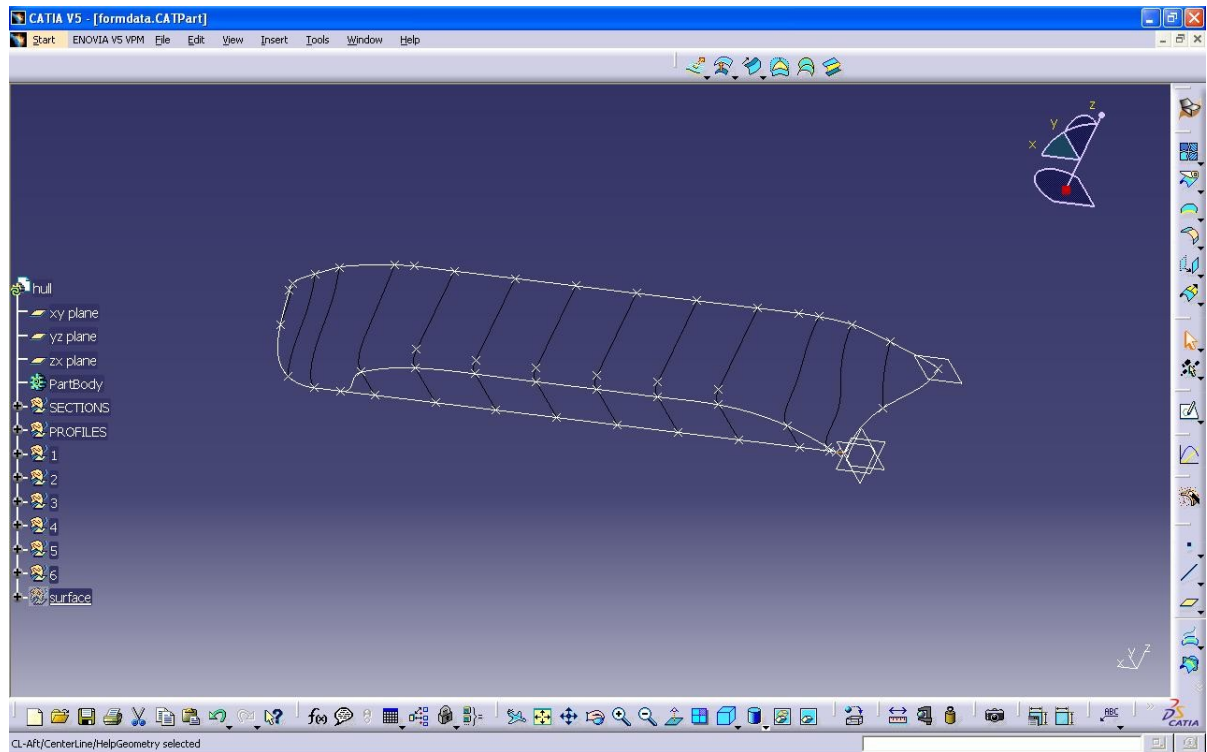 CATIA V5 - [formdata.CATPart]
Start ENOVIA V5 VPM File Edit View Insert Tools Window Help
z
y
x
hull
xy plane
yz plane
zx plane
PartBody
SECTIONS
PROFILES
1
2
3
4
5
6
surface
x y z
f(x) ABC CATIA
CL-Aft/CenterLine/HelpGeometry selected